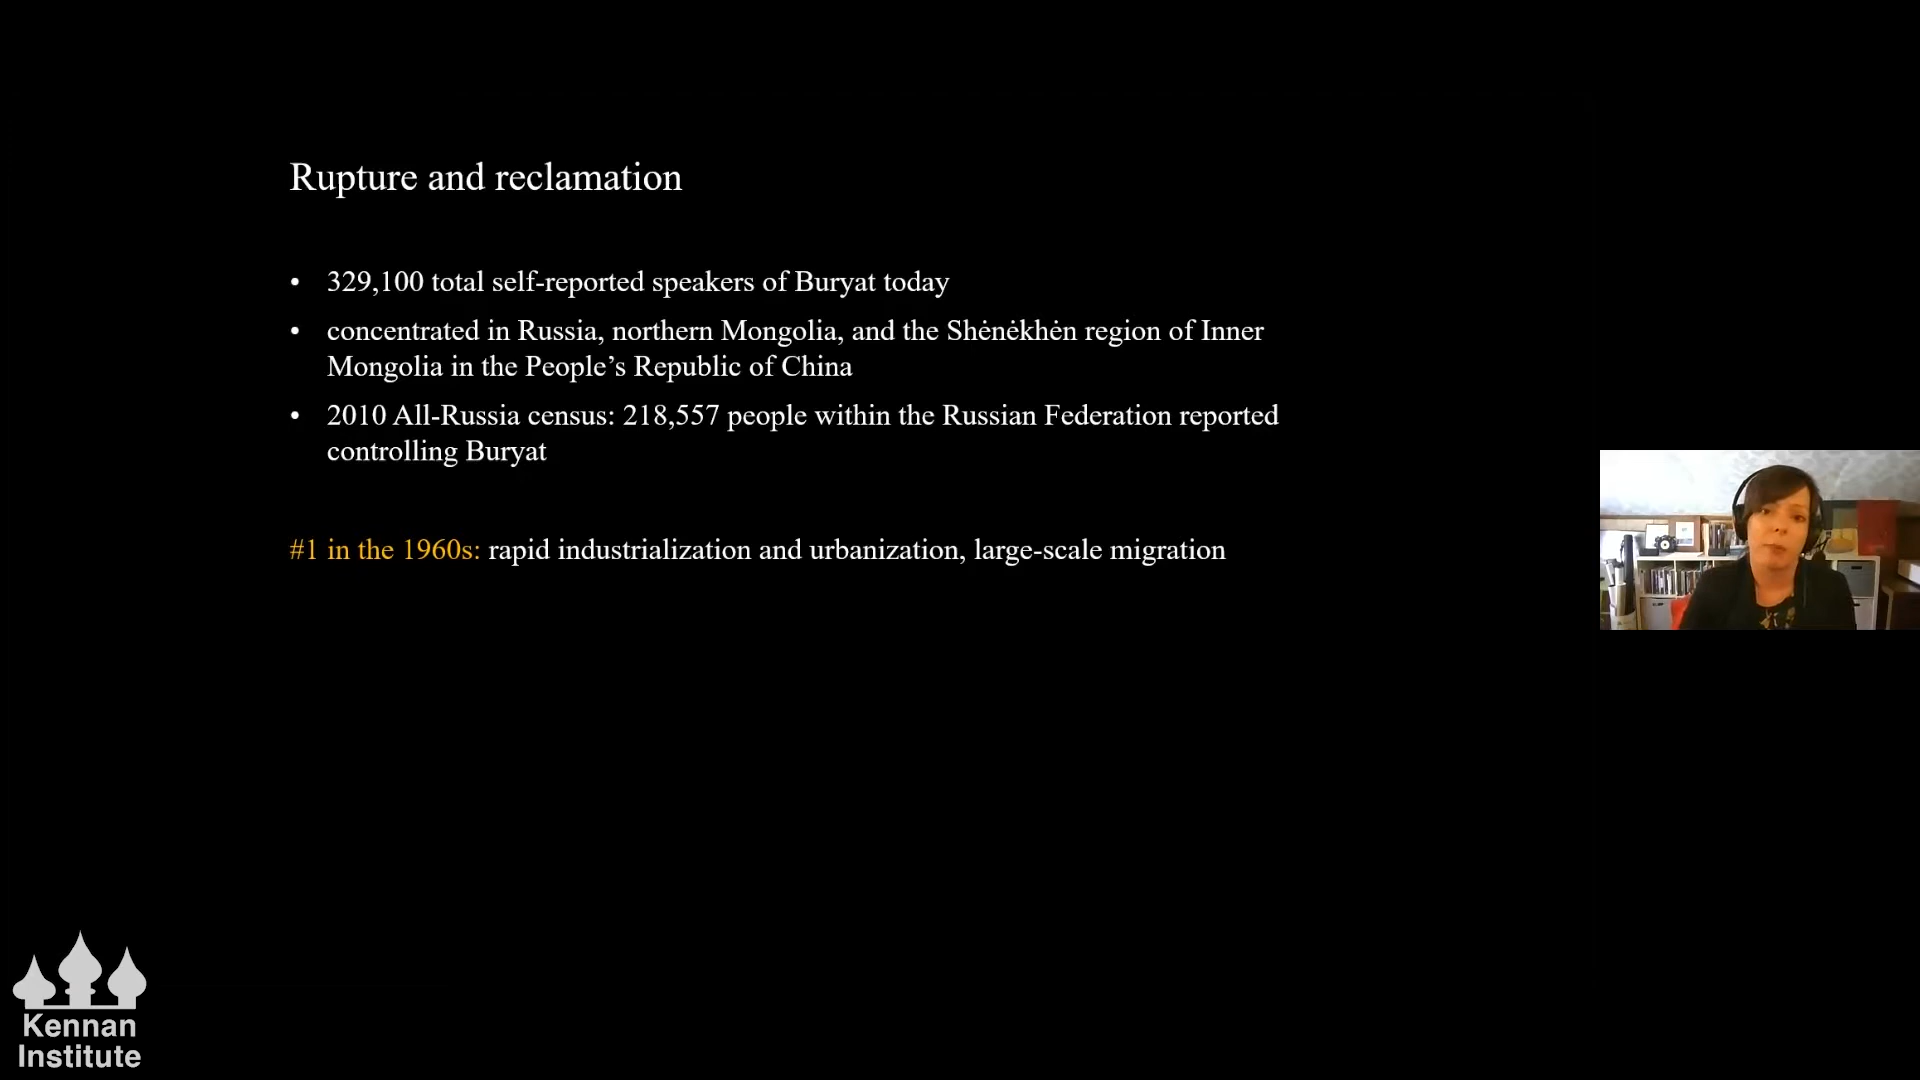 Rupture and reclamation
• 329,100 total self-reported speakers of Buryat today
• concentrated in Russia, northern Mongolia, and the Shėnėkhėn region of Inner
Mongolia in the People’s Republic of China
• 2010 All-Russia census: 218,557 people within the Russian Federation reported
controlling Buryat
#1 in the 1960s: rapid industrialization and urbanization, large-scale migration
Kennan
Institute